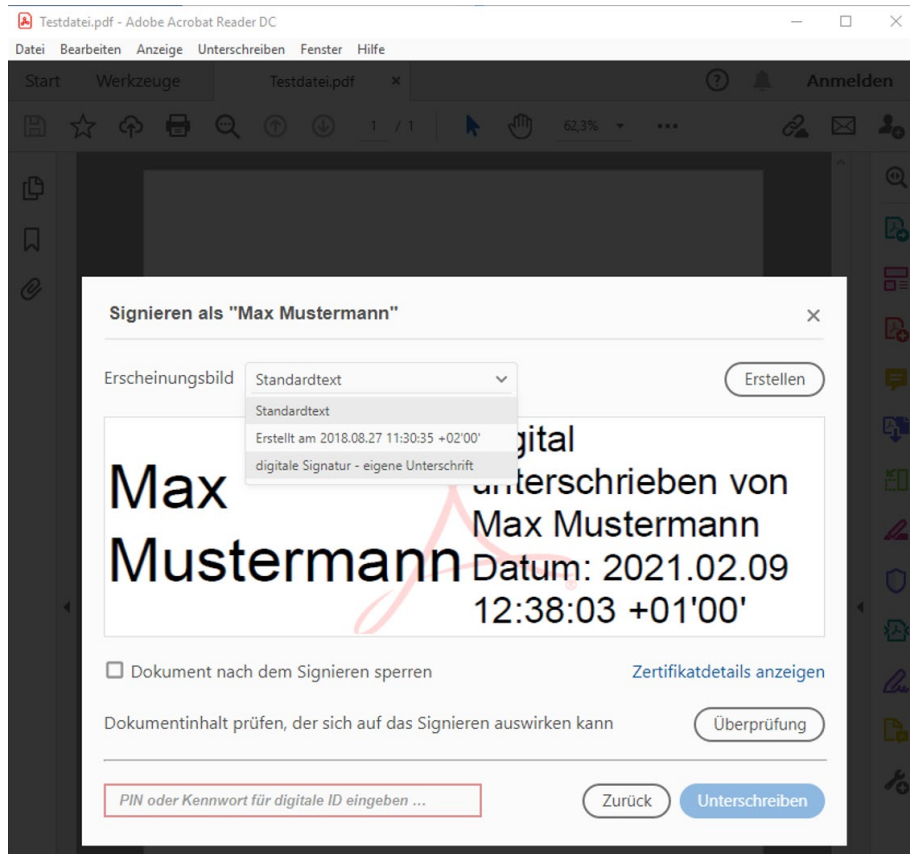 Testdatei.pdf - Adobe Acrobat Reader DC
Datei Bearbeiten Anzeige Unterschreiben Fenster Hilfe
Start Werkzeuge Testdatei.pdf × Anmelden
1 / 1 62,3%
Signieren als "Max Mustermann"
Erscheinungsbild Standardtext Erstellen
Standardtext
Erstellt am 2018.08.27 11:30:35 +02'00'
digitale Signatur - eigene Unterschrift
Max
Mustermann
gital
unterschrieben von
Max Mustermann
Datum: 2021.02.09
12:38:03 +01'00'
Dokument nach dem Signieren sperren Zertifikatdetails anzeigen
Dokumentinhalt prüfen, der sich auf das Signieren auswirken kann Überprüfung
PIN oder Kennwort für digitale ID eingeben ... Zurück Unterschreiben